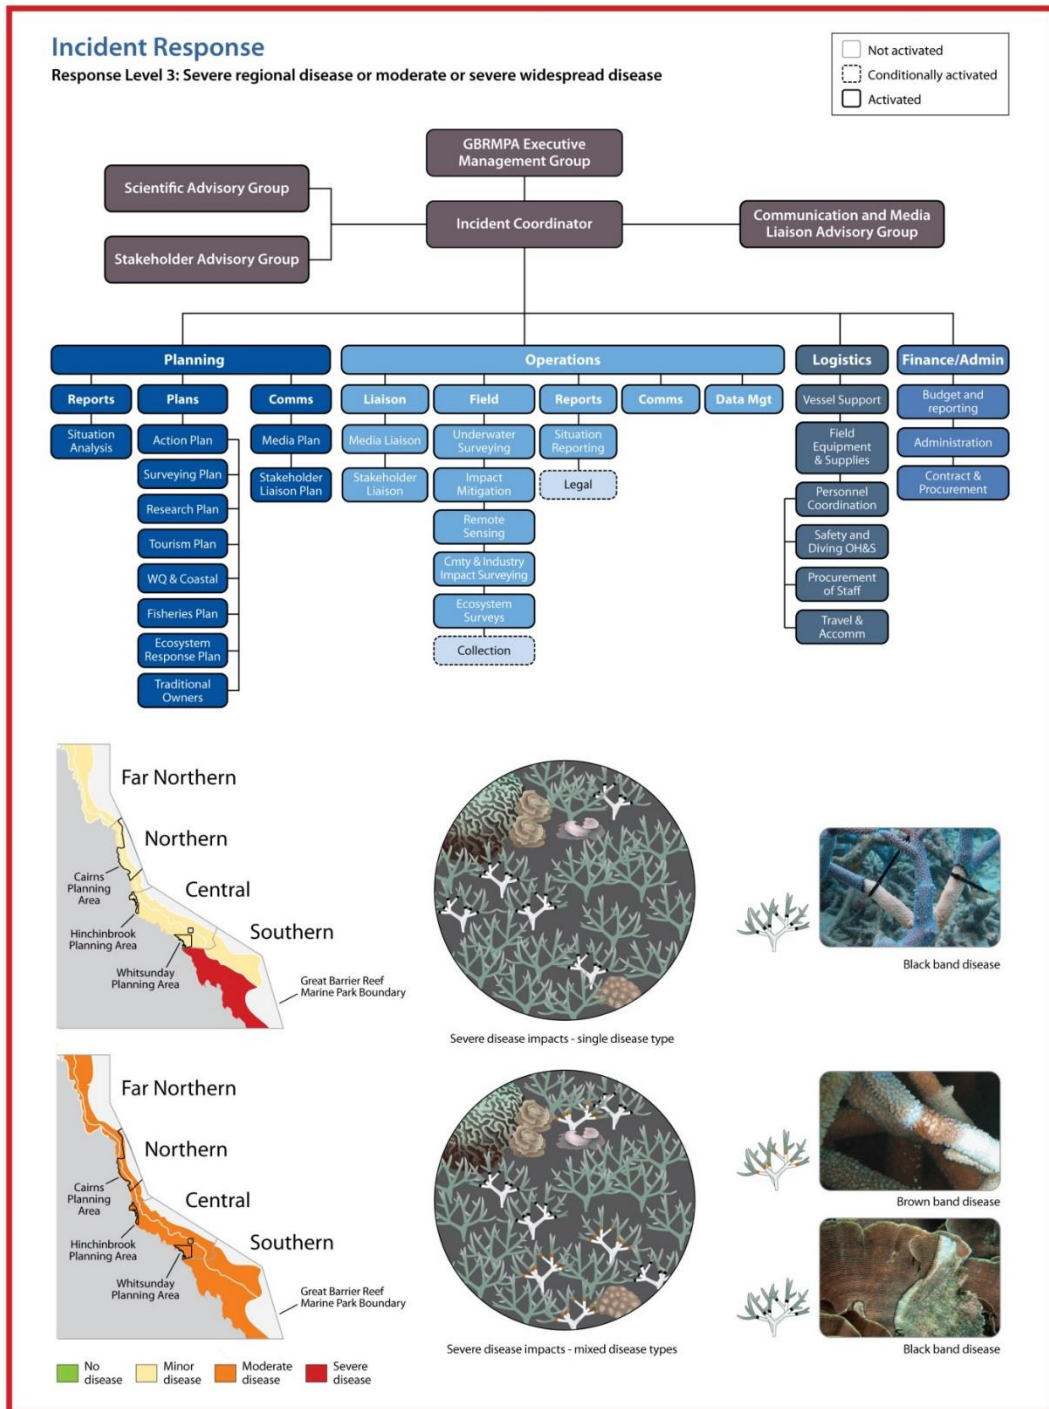 Incident Response
Response Level 3: Severe regional disease or moderate or severe widespread disease
Not activated
Conditionally activated
Activated
GBRMPA Executive
Management Group
Scientific Advisory Group
Incident Coordinator
Communication and Media
Liaison Advisory Group
Stakeholder Advisory Group
Planning
Operations
Logistics
Finance/Admin
Reports
Plans
Comms
Liaison
Field
Reports
Comms
Data Mgt
Vessel Support
Budget and
reporting
Situation
Analysis
Action Plan
Media Plan
Media Liaison
Underwater
Surveying
Situation
Reporting
Field
Equipment
& Supplies
Administration
Surveying Plan
Stakeholder
Liaison Plan
Stakeholder
Liaison
Impact
Mitigation
Legal
Personnel
Coordination
Contract &
Procurement
Research Plan
Remote
Sensing
Safety and
Diving OH&S
Tourism Plan
Cmty & Industry
Impact Surveying
Procurement
of Staff
WQ & Coastal
Ecosystem
Surveys
Travel &
Accomm
Fisheries Plan
Collection
Ecosystem
Response Plan
Traditional
Owners
Far Northern
Northern
Cairns
Planning
Area
Central
Hinchinbrook
Planning Area
Southern
Whitsunday
Planning Area
Great Barrier Reef
Marine Park Boundary
Severe disease impacts - single disease type
Black band disease
Far Northern
Northern
Cairns
Planning
Area
Central
Hinchinbrook
Planning Area
Southern
Whitsunday
Planning Area
Great Barrier Reef
Marine Park Boundary
Severe disease impacts - mixed disease types
Brown band disease
Black band disease
No
disease
Minor
disease
Moderate
disease
Severe
disease